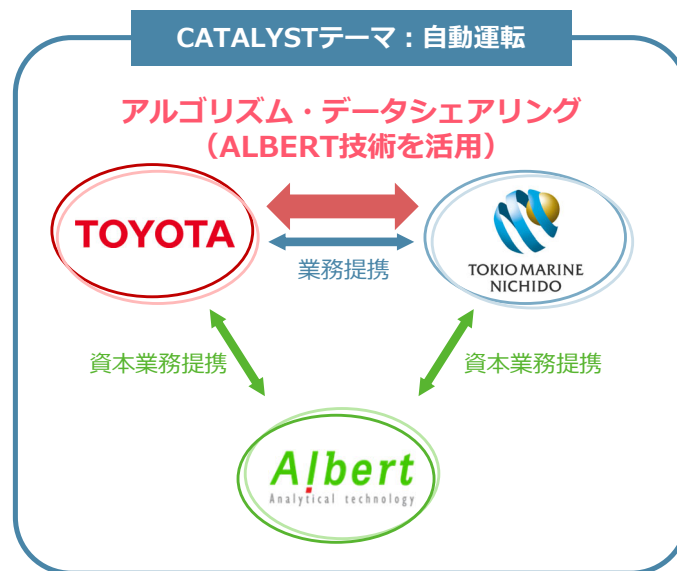 CATALYSTテーマ：自動運転
アルゴリズム・データシェアリング
（ALBERT技術を活用）
TOYOTA
業務提携
TOKIO MARINE
NICHIDO
資本業務提携
資本業務提携
Albert
Analytical technology